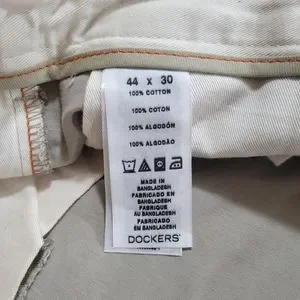 44 x 30
100% COTTON
100% COTON
100% ALGODÓN
100% ALGODÃO
MADE IN
BANGLADESH
FABRICADO EN
BANGLADESH
FABRIQUE
AU BANGLADESH
FABRICADO
EM BANGLADESH
DOCKERS®